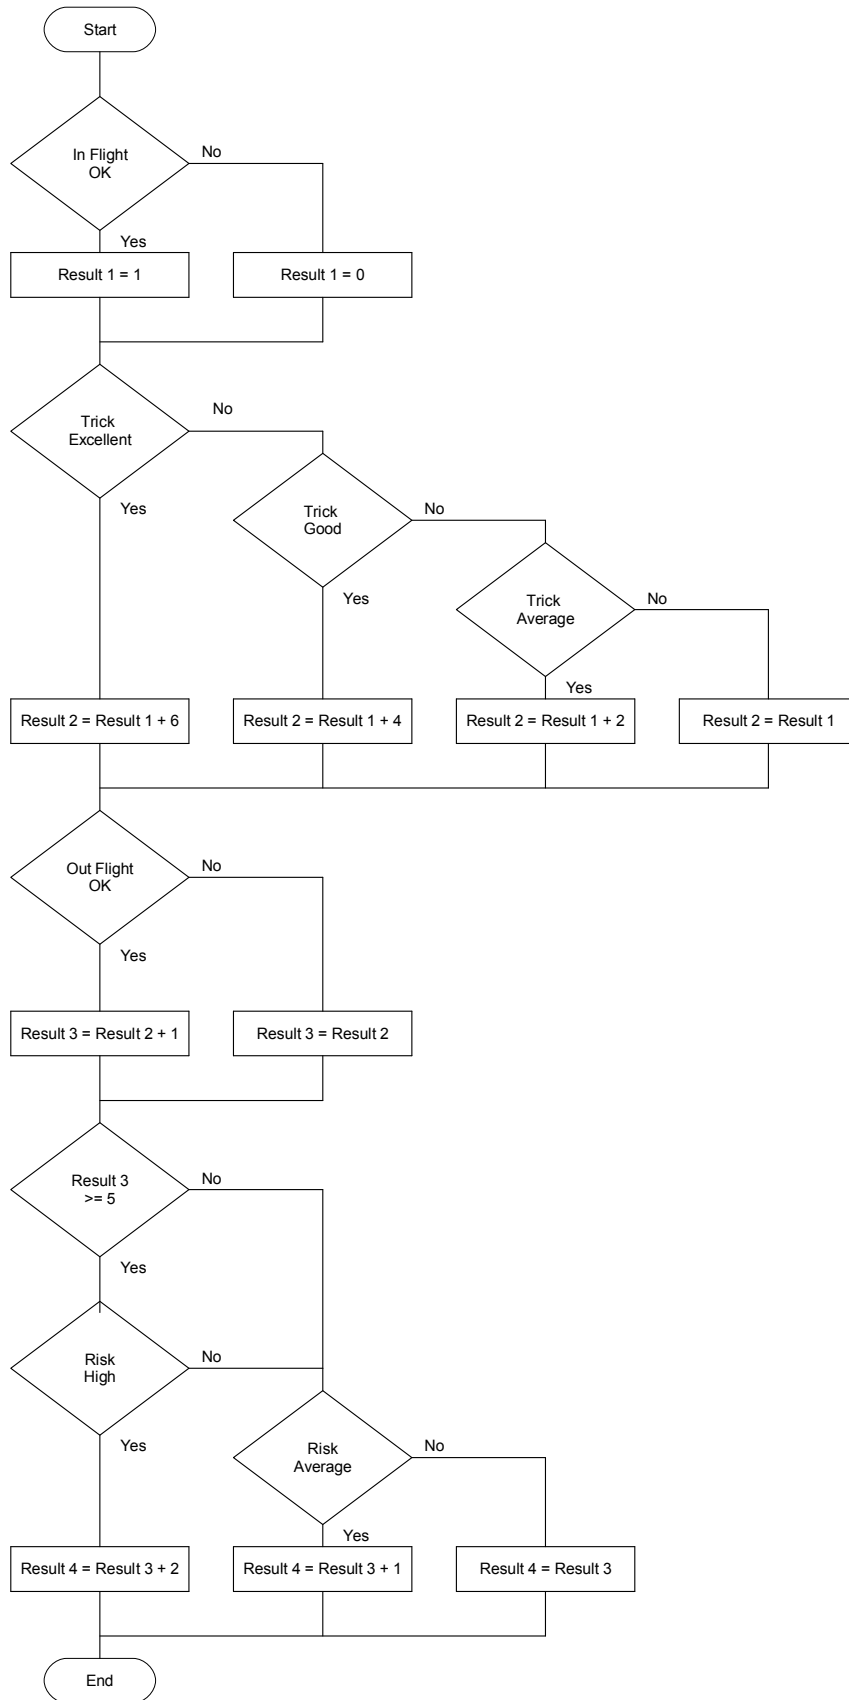 Start
In Flight
OK
No
Yes
Result 1 = 1
Result 1 = 0
Trick
Excellent
No
Yes
Trick
Good
No
Yes
Trick
Average
No
Yes
Result 2 = Result 1 + 6
Result 2 = Result 1 + 4
Result 2 = Result 1 + 2
Result 2 = Result 1
Out Flight
OK
No
Yes
Result 3 = Result 2 + 1
Result 3 = Result 2
Result 3
>= 5
No
Yes
Risk
High
No
Yes
Risk
Average
No
Yes
Result 4 = Result 3 + 2
Result 4 = Result 3 + 1
Result 4 = Result 3
End